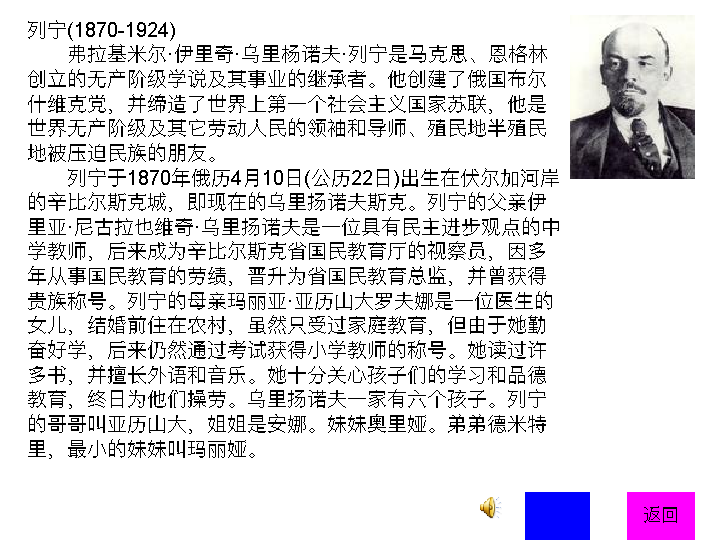 列宁(1870-1924)
弗拉基米尔·伊里奇·乌里杨诺夫·列宁是马克思、恩格林
创立的无产阶级学说及其事业的继承者。他创建了俄国布尔
什维克党，并缔造了世界上第一个社会主义国家苏联，他是
世界无产阶级及其它劳动人民的领袖和导师、殖民地半殖民
地被压迫民族的朋友。
列宁于1870年俄历4月10日(公历22日)出生在伏尔加河岸
的辛比尔斯克城，即现在的乌里扬诺夫斯克。列宁的父亲伊
里亚·尼古拉也维奇·乌里扬诺夫是一位具有民主进步观点的中
学教师，后来成为辛比尔斯克省国民教育厅的视察员，因多
年从事国民教育的劳绩，晋升为省国民教育总监，并曾获得
贵族称号。列宁的母亲玛丽亚·亚历山大罗夫娜是一位医生的
女儿，结婚前住在农村，虽然只受过家庭教育，但由于她勤
奋好学，后来仍然通过考试获得小学教师的称号。她读过许
多书，并擅长外语和音乐。她十分关心孩子们的学习和品德
教育，终日为他们操劳。乌里扬诺夫一家有六个孩子。列宁
的哥哥叫亚历山大，姐姐是安娜。妹妹奥里娅。弟弟德米特
里，最小的妹妹叫玛丽娅。
返回